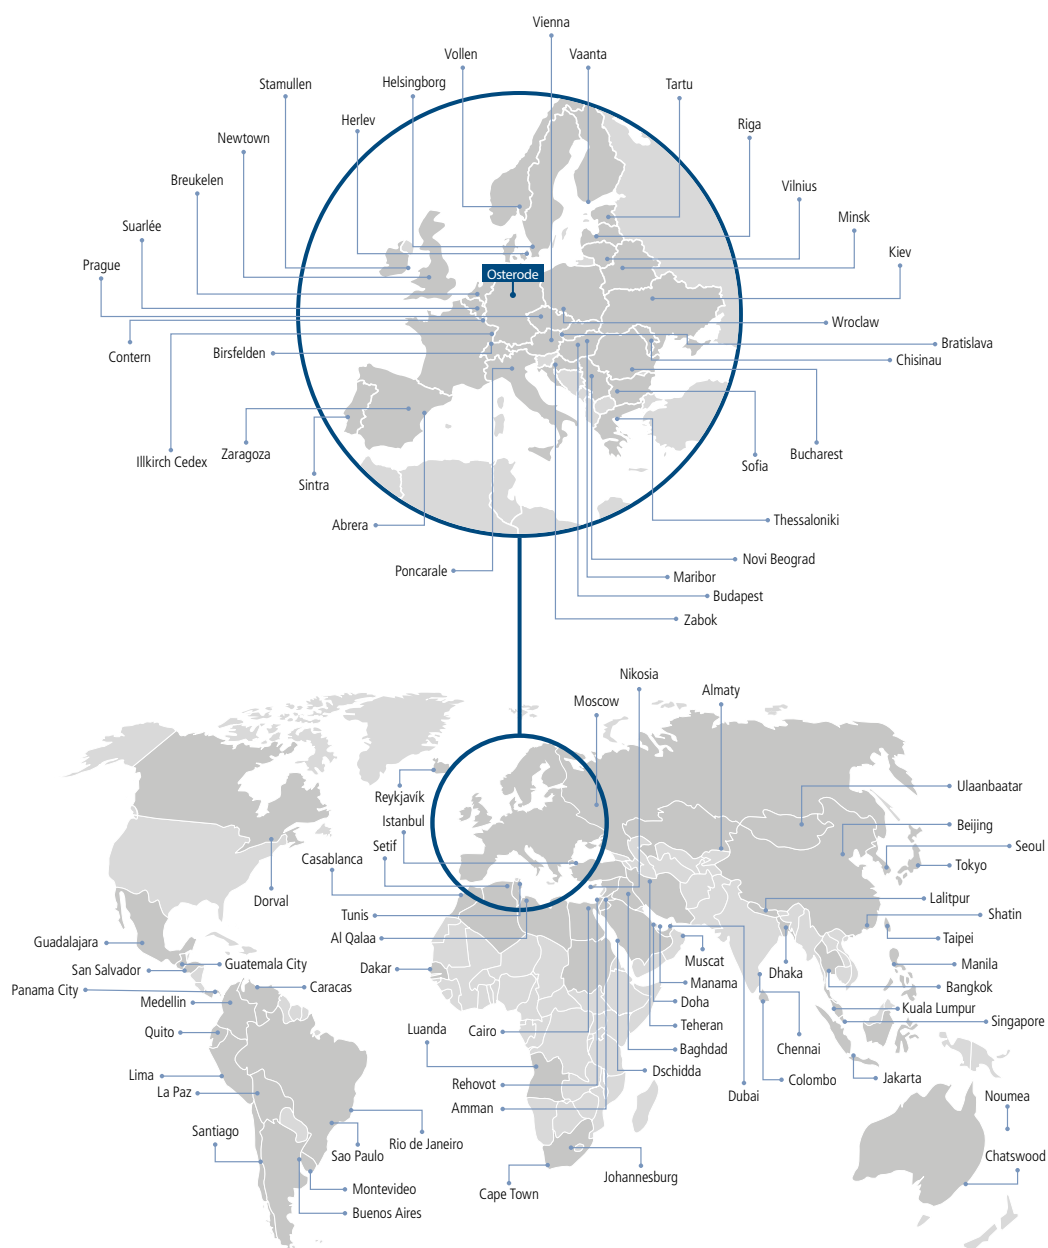 Vienna
Vollen
Vaanta
Stamullen
Helsingborg
Tartu
Herlev
Riga
Newtown
Breukelen
Vilnius
Suarlée
Minsk
Prague
Kiev
Osterode
Wroclaw
Contern
Birsfelden
Bratislava
Chisinau
Illkirch Cedex
Zaragoza
Sofia
Bucharest
Sintra
Abrera
Thessaloniki
Poncarale
Novi Beograd
Maribor
Budapest
Zabok
Nikosia
Moscow
Almaty
Reykjavík
Ulaanbaatar
Istanbul
Beijing
Setif
Seoul
Casablanca
Tokyo
Dorval
Lalitpur
Tunis
Shatin
Al Qalaa
Taipei
Guadalajara
Guatemala City
San Salvador
Dakar
Muscat
Dhaka
Manila
Panama City
Caracas
Manama
Bangkok
Medellin
Doha
Kuala Lumpur
Quito
Luanda
Cairo
Teheran
Singapore
Baghdad
Chennai
Lima
Dschidda
La Paz
Rehovot
Colombo
Jakarta
Amman
Dubai
Noumea
Santiago
Rio de Janeiro
Sao Paulo
Chatswood
Johannesburg
Montevideo
Cape Town
Buenos Aires